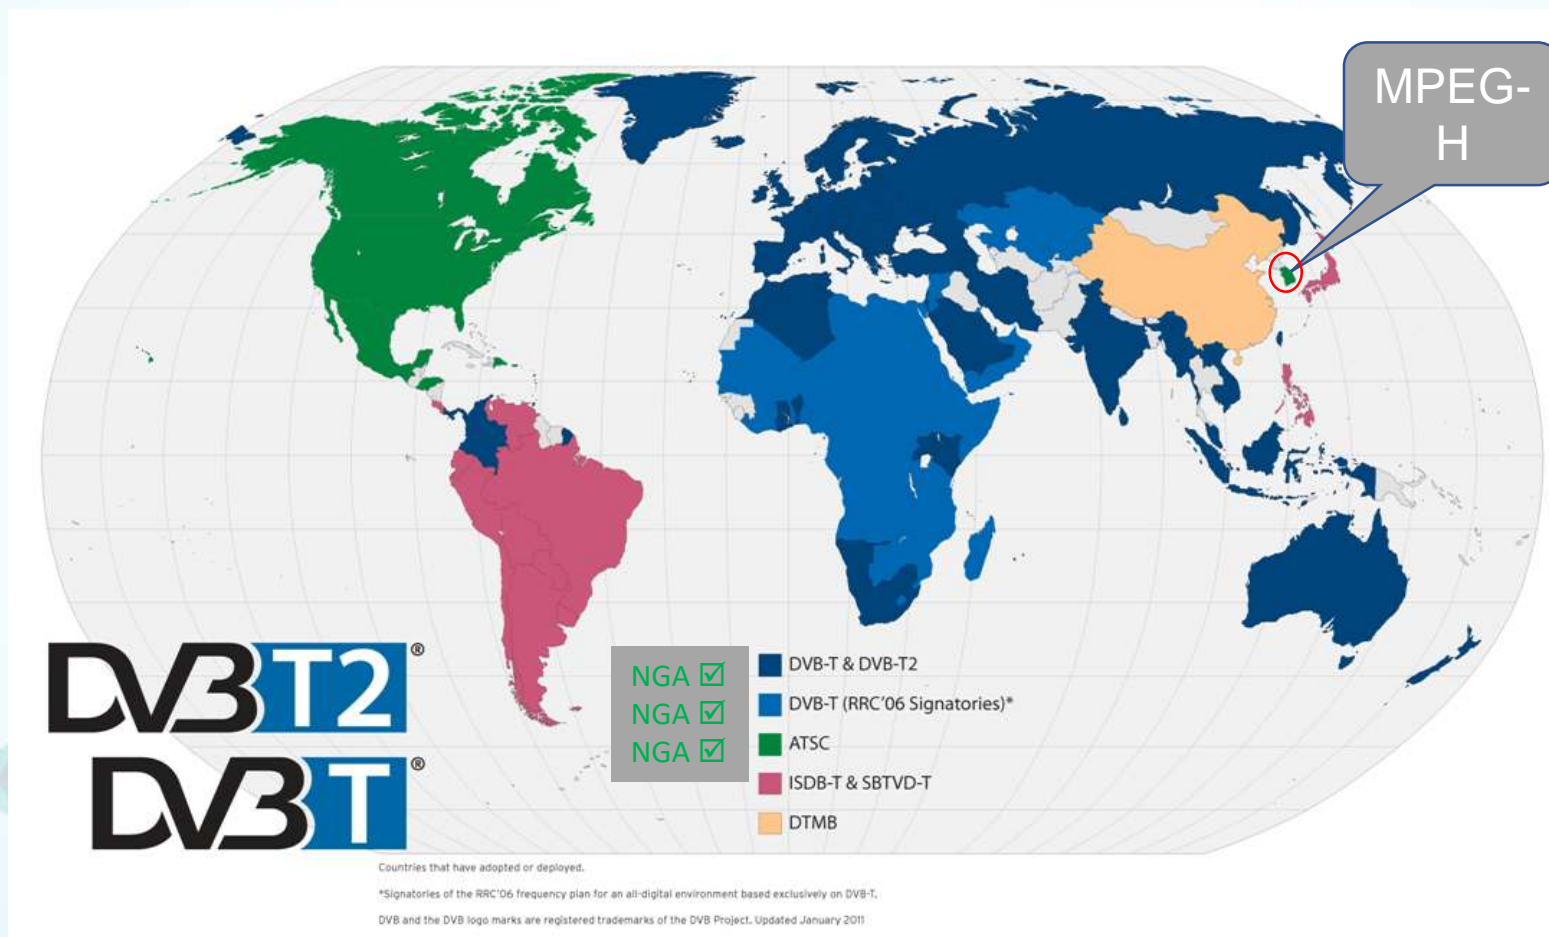 MPEG-
H
DVB T2®
DVB T®
NGA ☑
NGA ☑
NGA ☑
DVB-T & DVB-T2
DVB-T (RRC'06 Signatories)*
ATSC
ISDB-T & SBTVD-T
DTMB
Countries that have adopted or deployed.
*Signatories of the RRC'06 frequency plan for an all-digital environment based exclusively on DVB-T.
DVB and the DVB logo marks are registered trademarks of the DVB Project. Updated January 2011